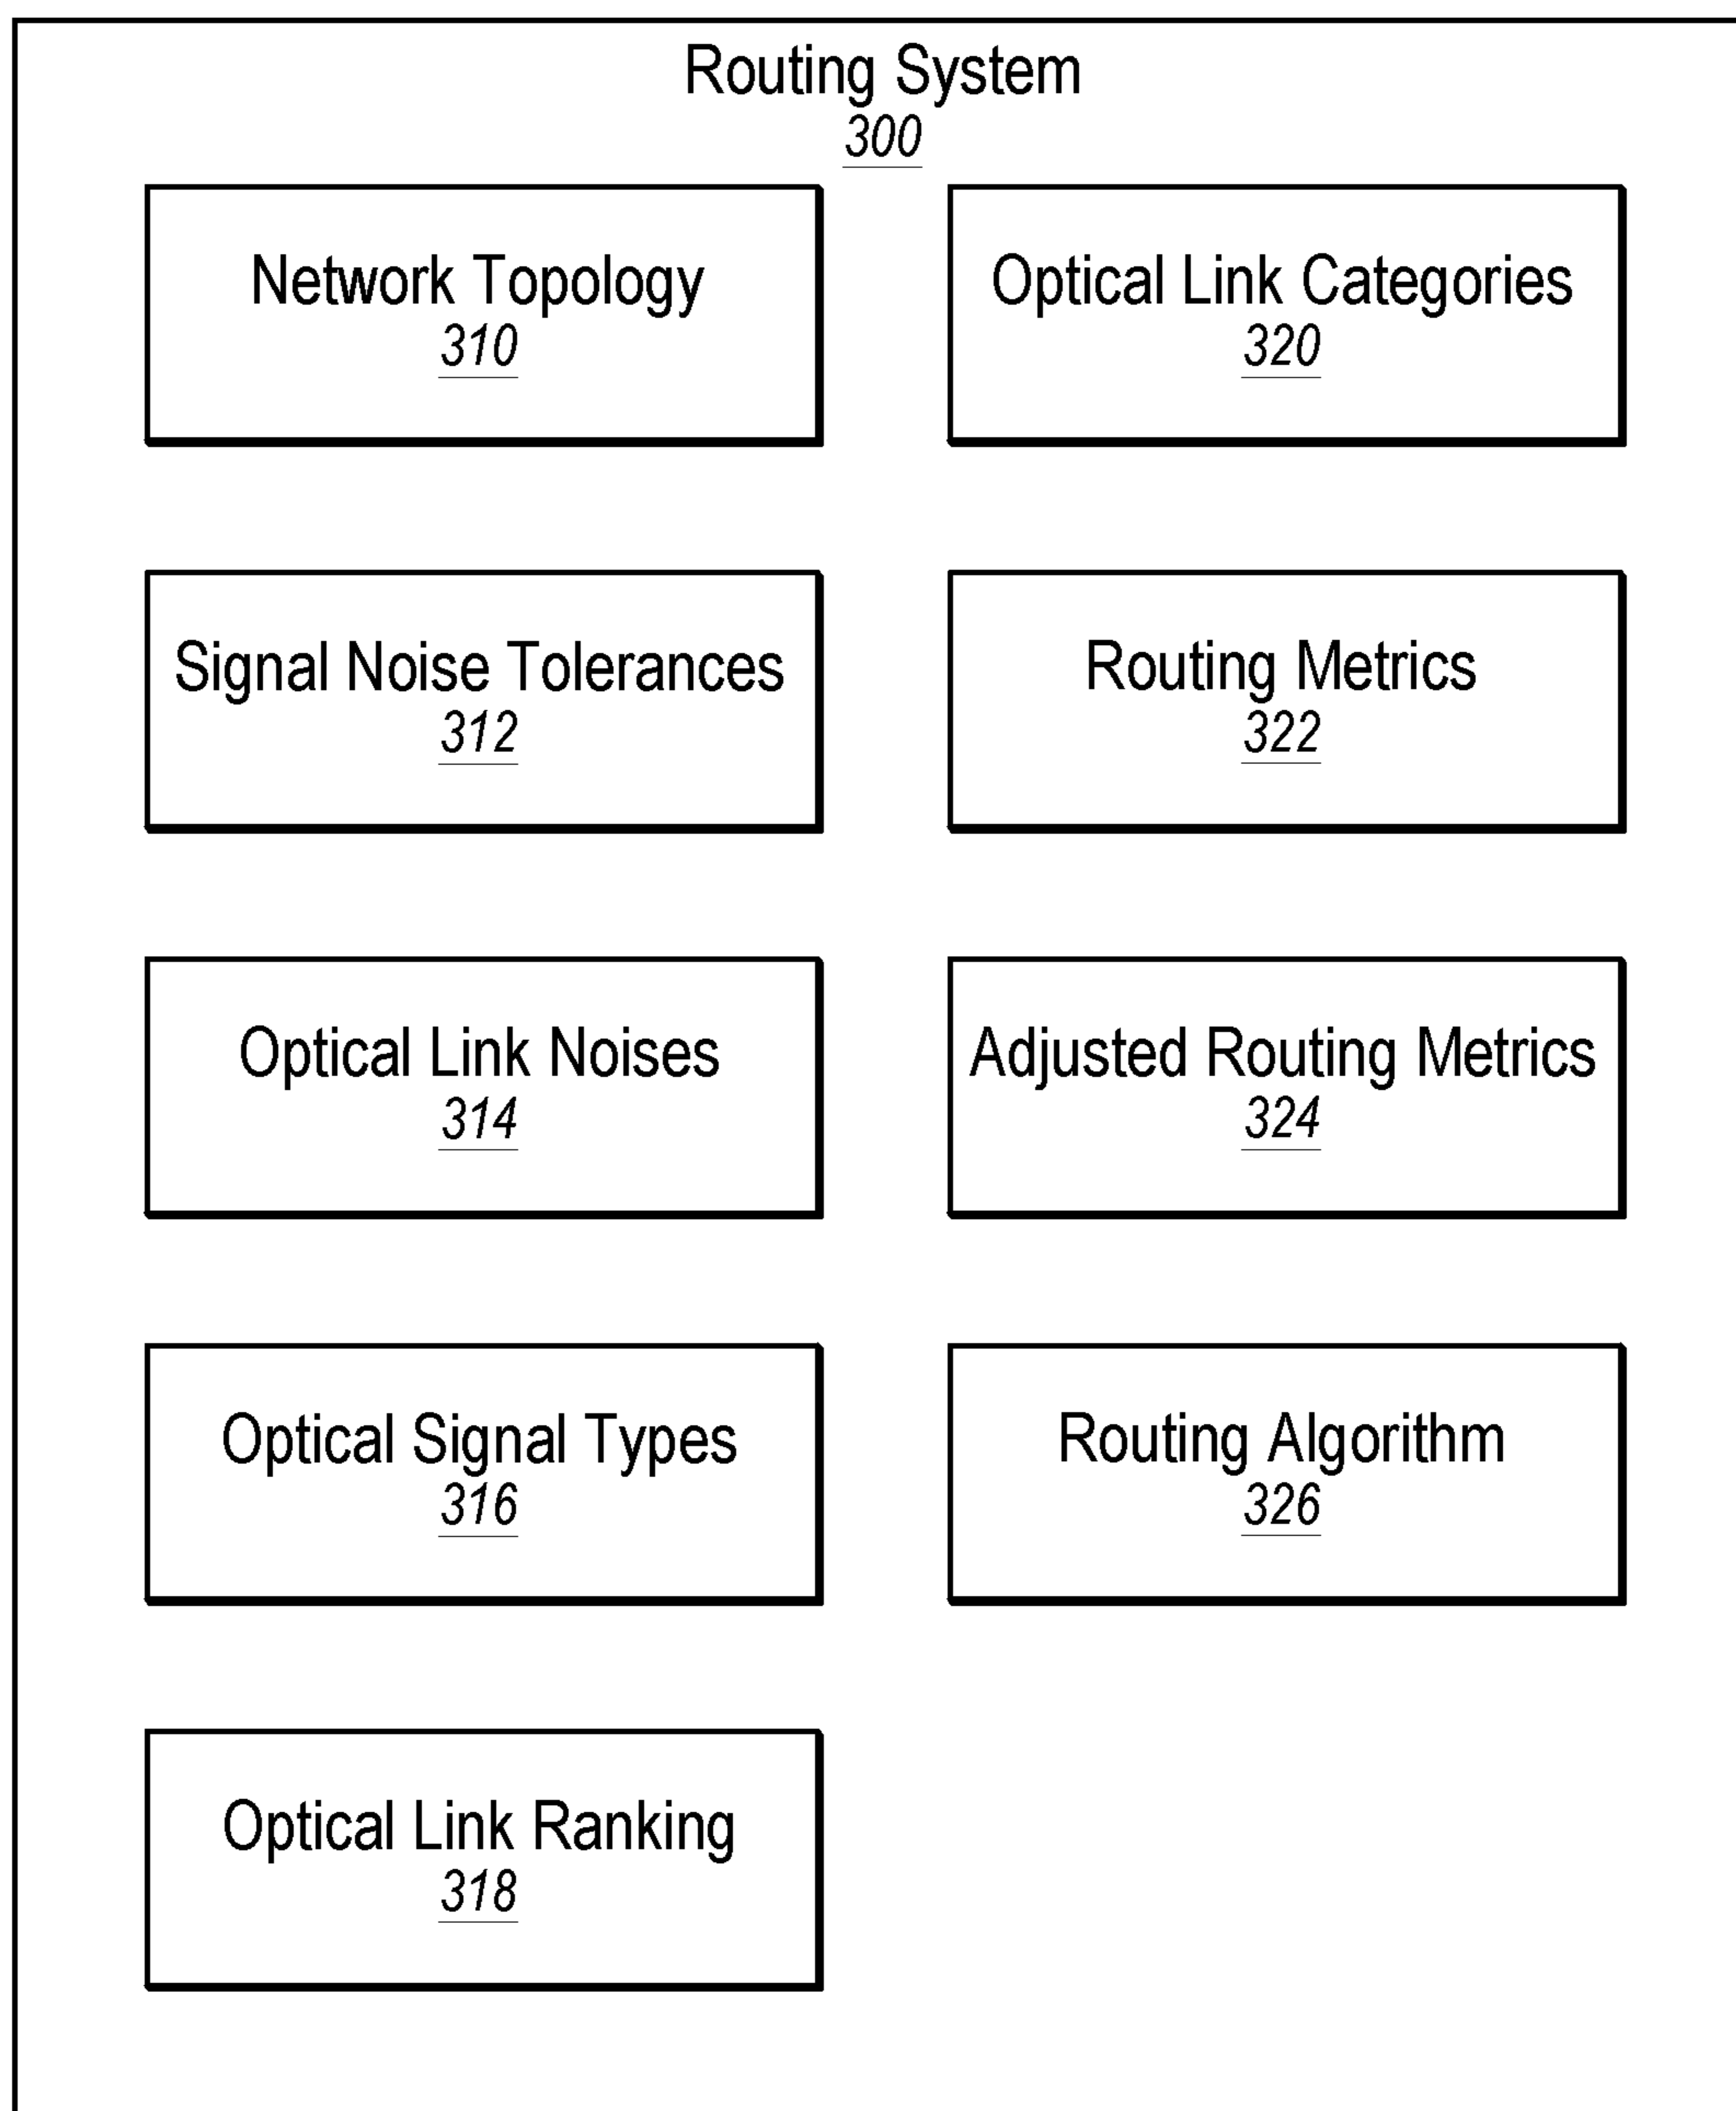 Routing System
300
Network Topology
310
Optical Link Categories
320
Signal Noise Tolerances
312
Routing Metrics
322
Optical Link Noises
314
Adjusted Routing Metrics
324
Optical Signal Types
316
Routing Algorithm
326
Optical Link Ranking
318